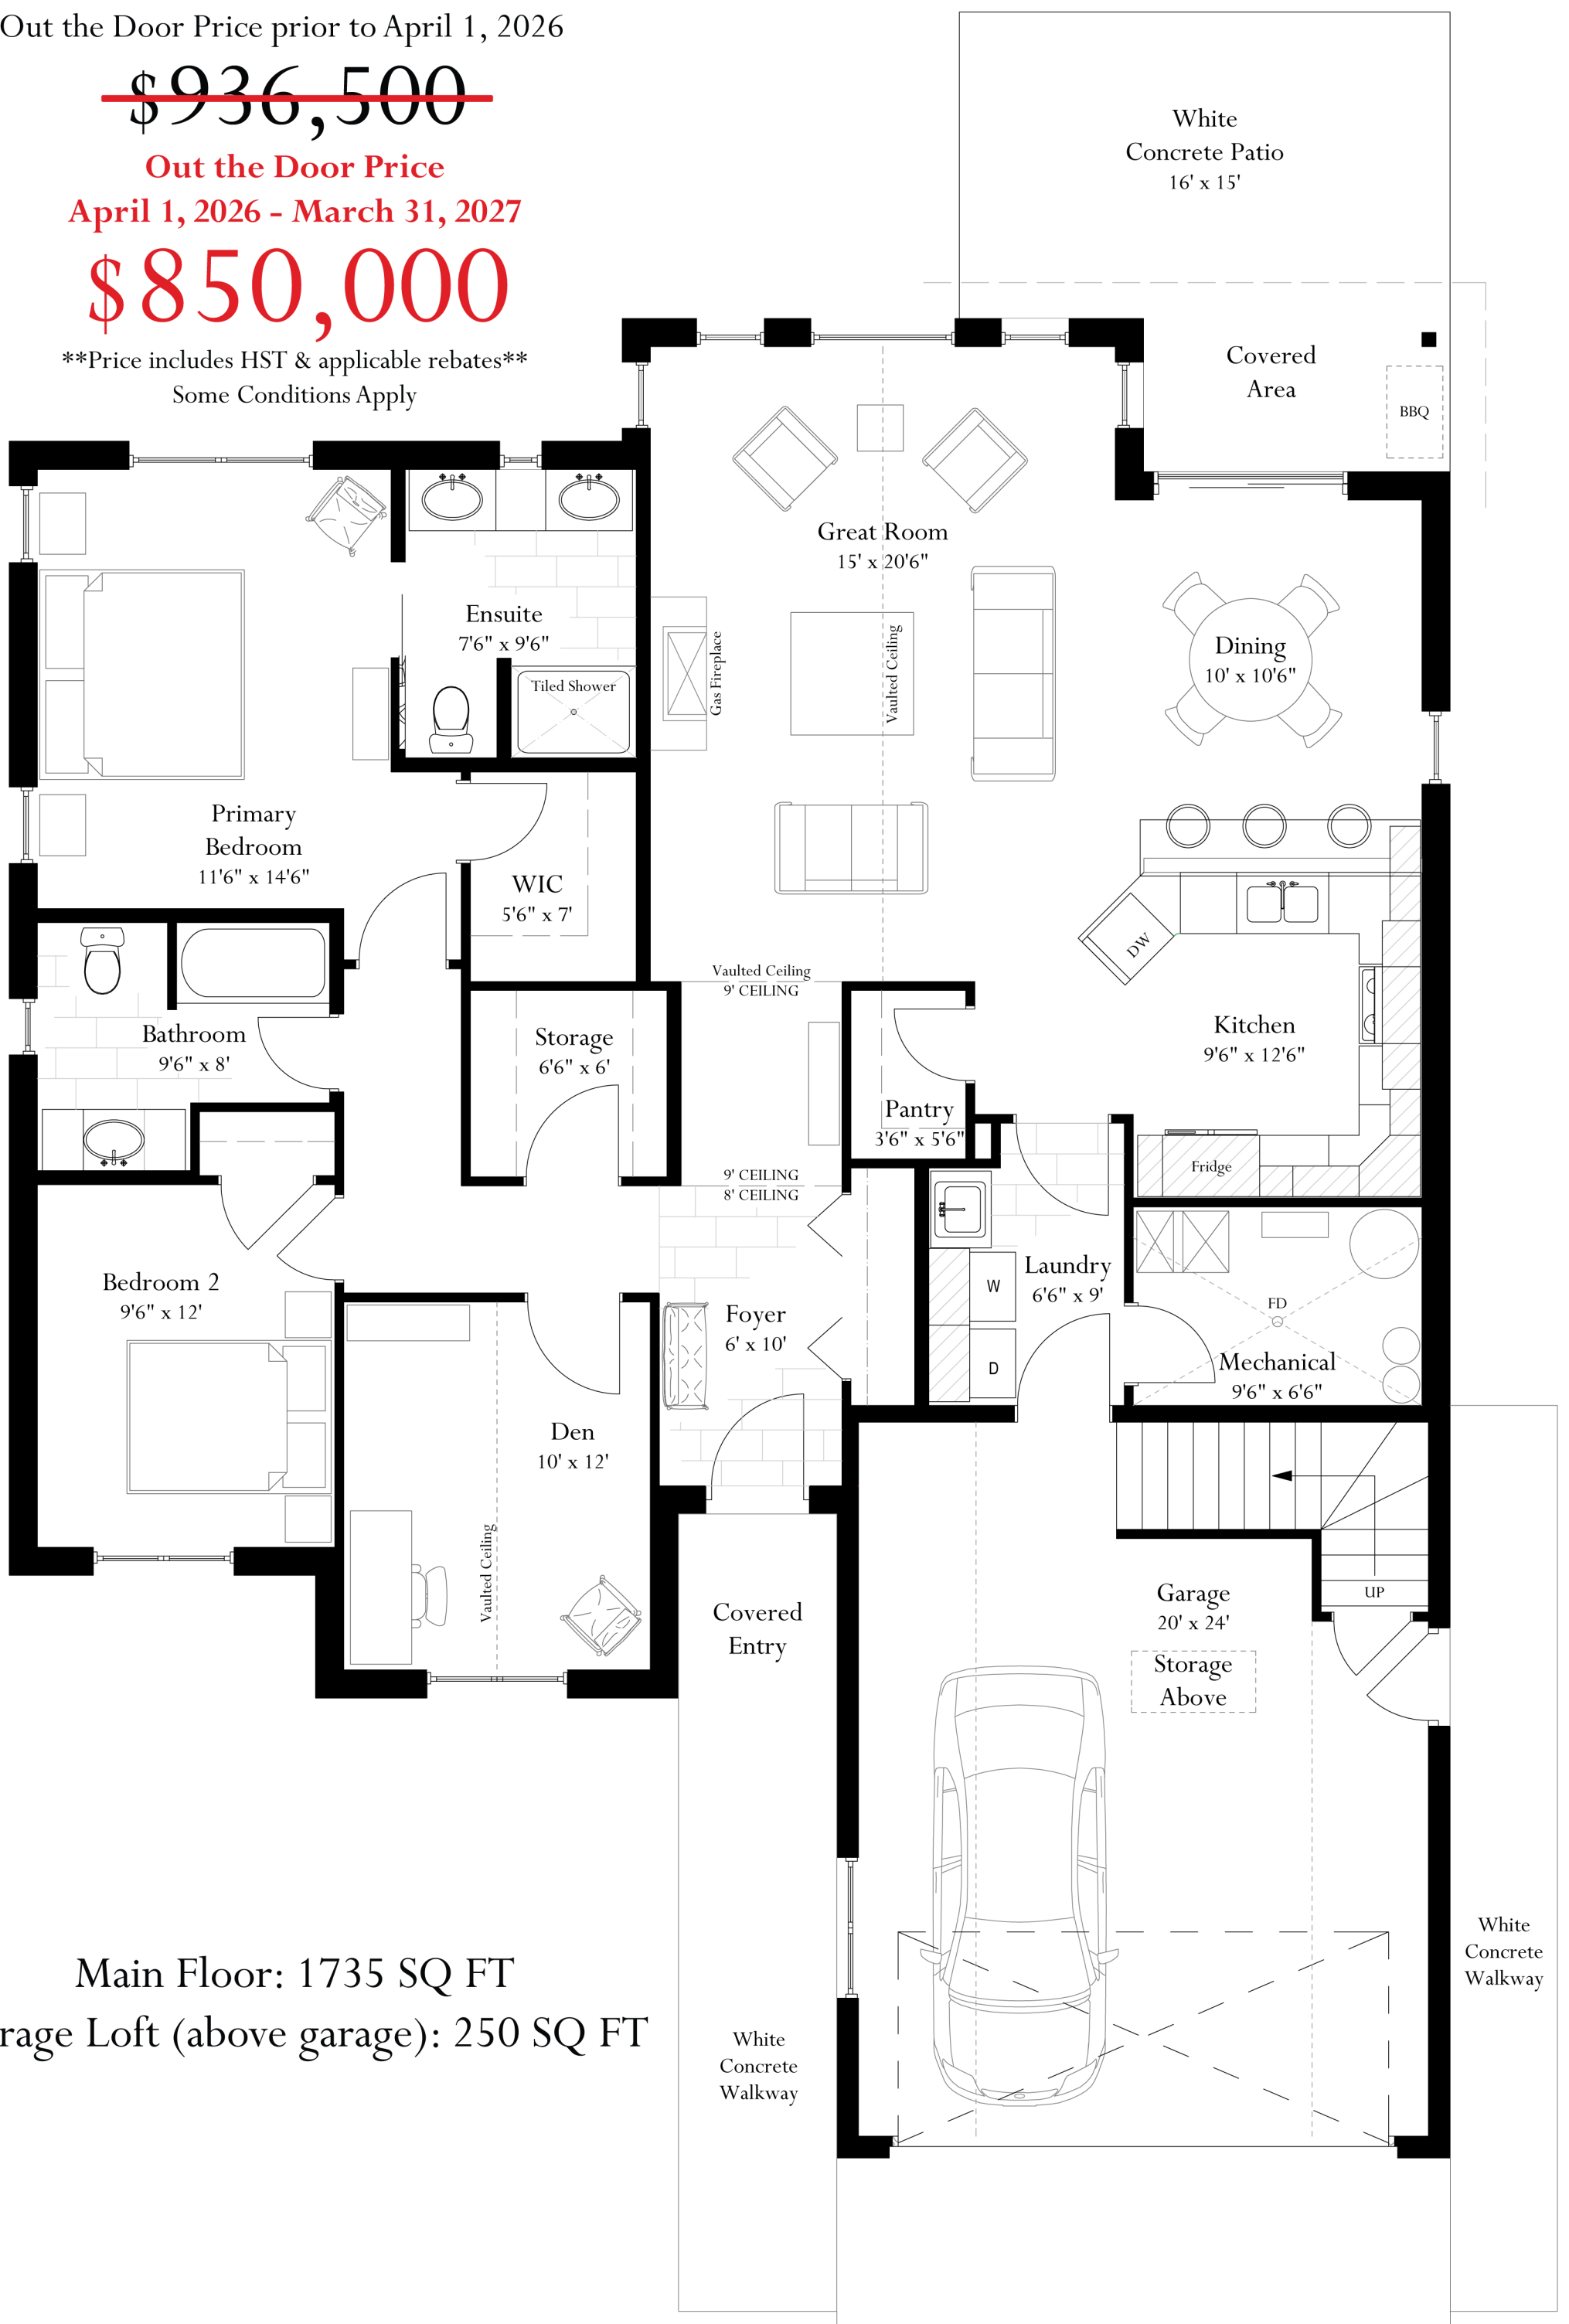 Out the Door Price prior to April 1, 2026
$936,500
Out the Door Price
April 1, 2026 - March 31, 2027
$850,000
**Price includes HST & applicable rebates**
Some Conditions Apply
White
Concrete Patio
16' x 15'
Covered
Area
BBQ
Great Room
15' x 20'6"
Vaulted Ceiling
Gas Fireplace
Ensuite
7'6" x 9'6"
Tiled Shower
Dining
10' x 10'6"
Primary
Bedroom
11'6" x 14'6"
WIC
5'6" x 7'
DW
Vaulted Ceiling
9' CEILING
Bathroom
9'6" x 8'
Storage
6'6" x 6'
Kitchen
9'6" x 12'6"
Pantry
3'6" x 5'6"
Fridge
9' CEILING
8' CEILING
Bedroom 2
9'6" x 12'
Foyer
6' x 10'
Laundry
6'6" x 9'
W
D
FD
Mechanical
9'6" x 6'6"
Den
10' x 12'
Vaulted Ceiling
Covered
Entry
Garage
20' x 24'
UP
Storage
Above
Main Floor: 1735 SQ FT
rage Loft (above garage): 250 SQ FT
White
Concrete
Walkway
White
Concrete
Walkway